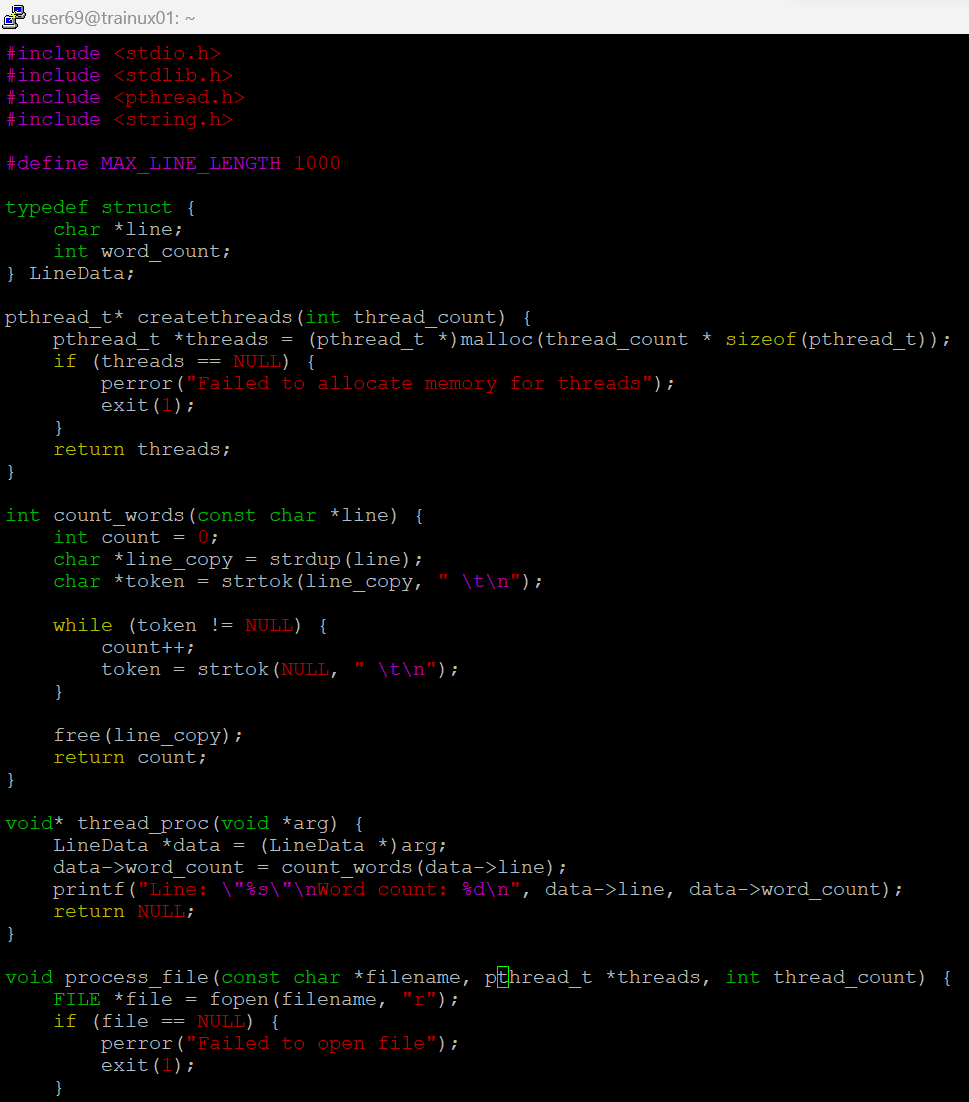 user69@trainux01: ~
#include <stdio.h>
#include <stdlib.h>
#include <pthread.h>
#include <string.h>

#define MAX_LINE_LENGTH 1000

typedef struct {
    char *line;
    int word_count;
} LineData;

pthread_t* createthreads(int thread_count) {
    pthread_t *threads = (pthread_t *)malloc(thread_count * sizeof(pthread_t));
    if (threads == NULL) {
        perror("Failed to allocate memory for threads");
        exit(1);
    }
    return threads;
}

int count_words(const char *line) {
    int count = 0;
    char *line_copy = strdup(line);
    char *token = strtok(line_copy, " \t\n");

    while (token != NULL) {
        count++;
        token = strtok(NULL, " \t\n");
    }

    free(line_copy);
    return count;
}

void* thread_proc(void *arg) {
    LineData *data = (LineData *)arg;
    data->word_count = count_words(data->line);
    printf("Line: \"%s\"\nWord count: %d\n", data->line, data->word_count);
    return NULL;
}

void process_file(const char *filename, pthread_t *threads, int thread_count) {
    FILE *file = fopen(filename, "r");
    if (file == NULL) {
        perror("Failed to open file");
        exit(1);
    }